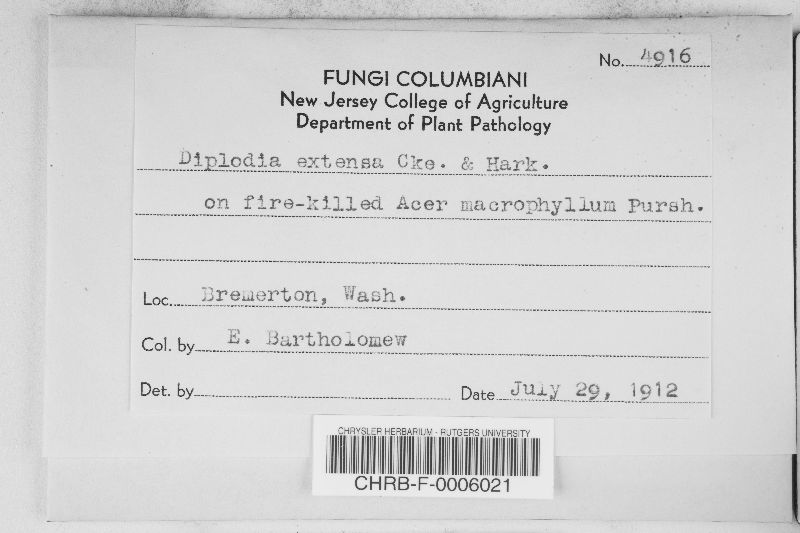 No. 4916
FUNGI COLUMBIANI
New Jersey College of Agriculture
Department of Plant Pathology
Diplodia extensa Cke. & Hark.
on fire-killed Acer macrophyllum Pursh.
Loc. Bremerton, Wash.
Col. by E. Bartholomew
Det. by Date July 29, 1912
CHRYSLER HERBARIUM - RUTGERS UNIVERSITY
CHRB-F-0006021